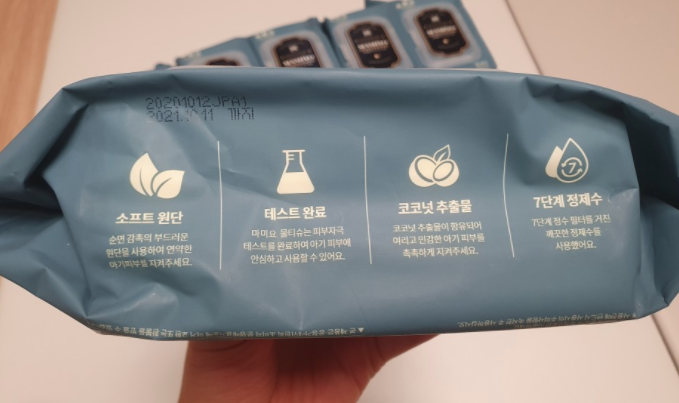 20201012JPA1
2021.10.11 까지
소프트 원단
순면 감촉의 부드러운
원단을 사용하여 연약한
아기피부를 지켜주세요.
테스트 완료
마미요 물티슈는 피부자극
테스트를 완료하여 아기 피부에
안심하고 사용할 수 있어요.
코코넛 추출물
코코넛 추출물이 함유되어
여리고 민감한 아기 피부를
촉촉하게 지켜주세요.
7
7단계 정제수
7단계 정수 필터를 거친
깨끗한 정제수를
사용했어요.